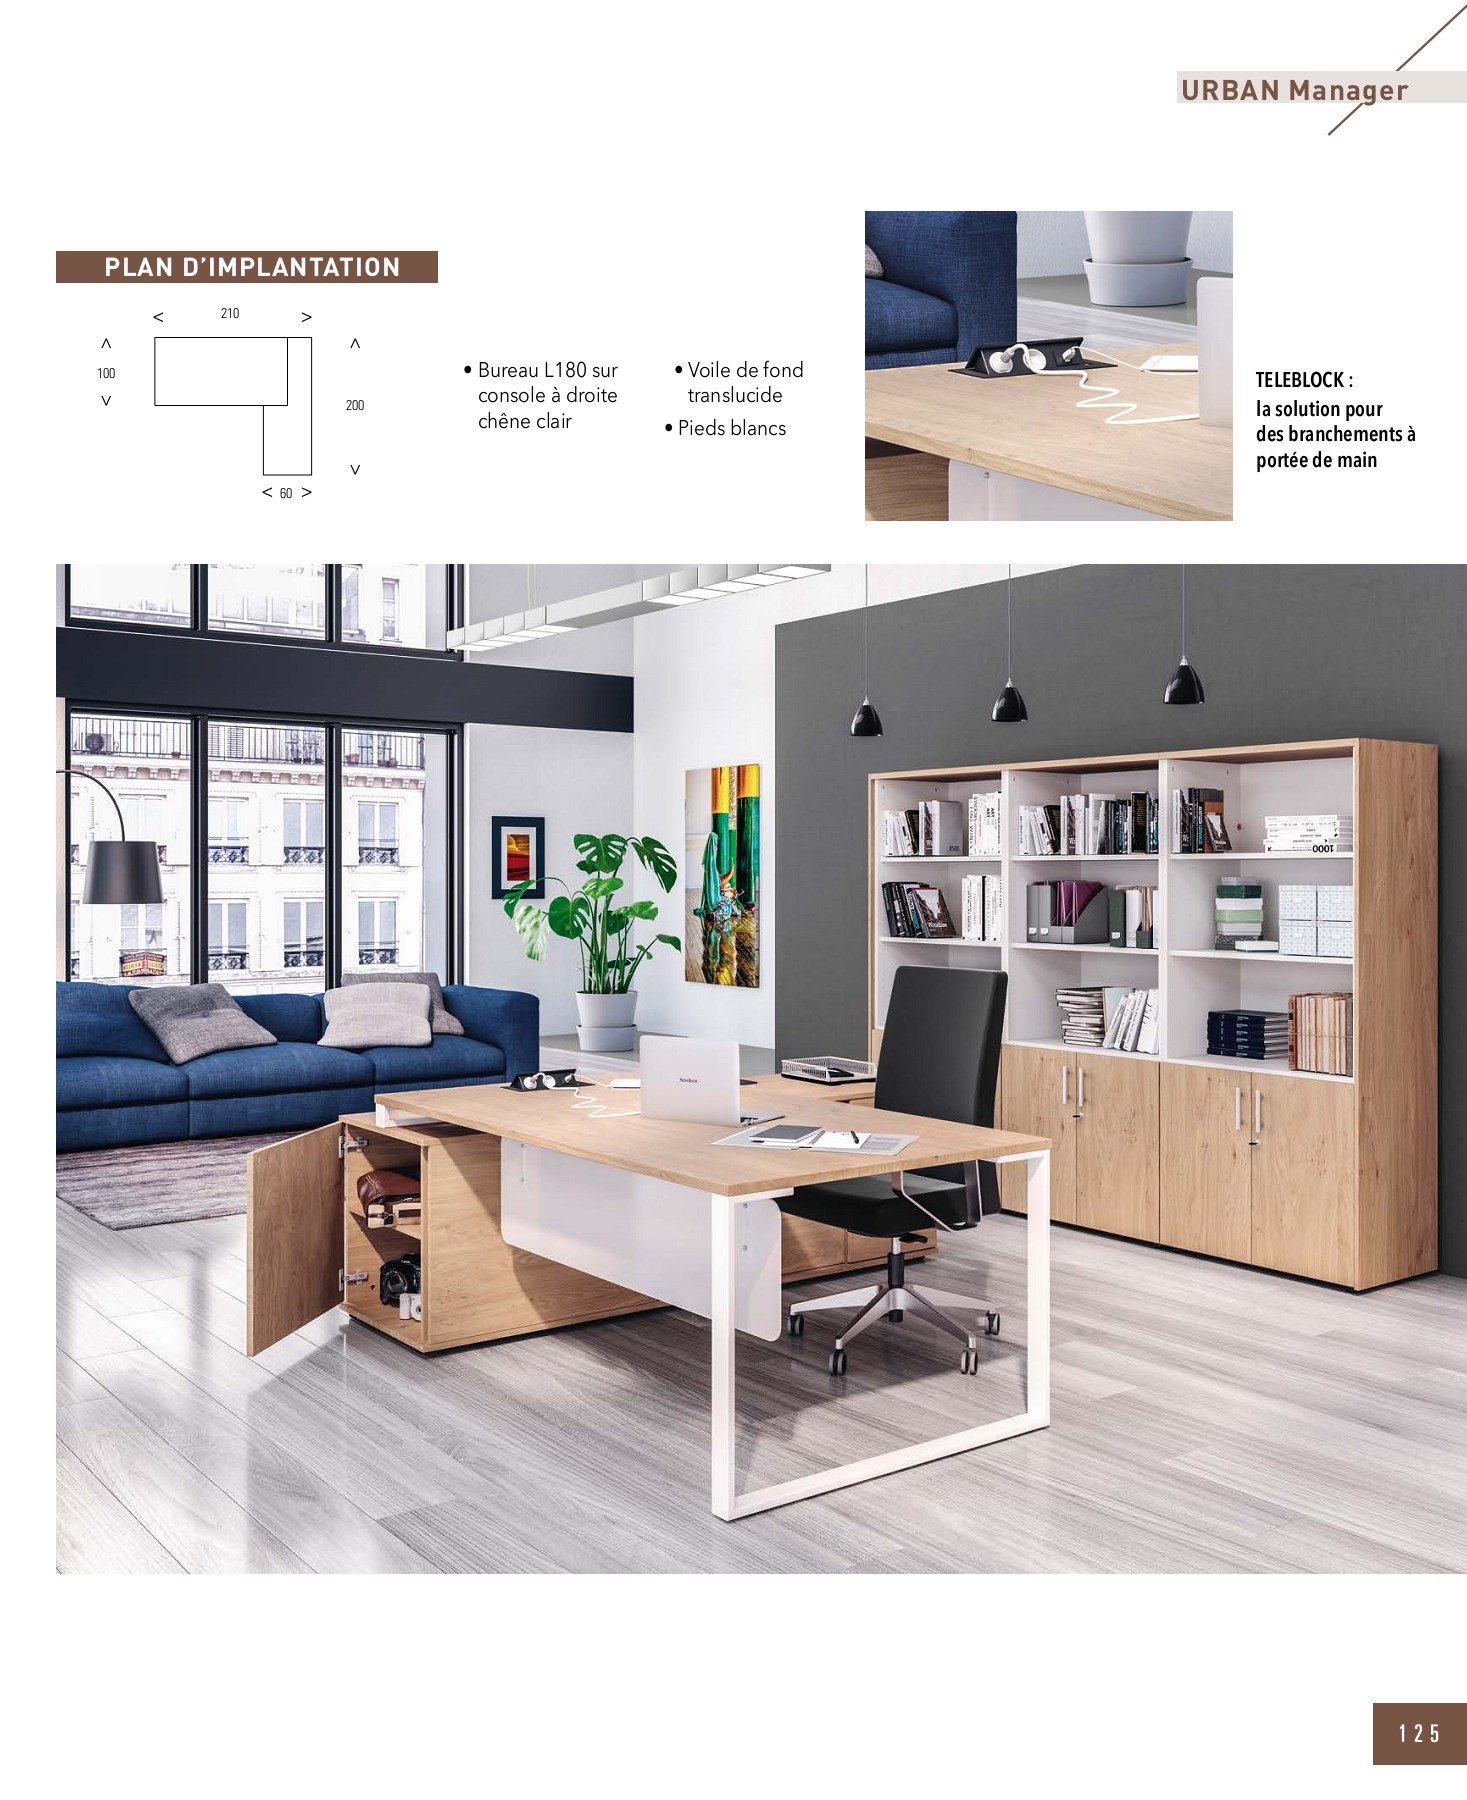 URBAN Manager
PLAN D’IMPLANTATION
210
100
200
60
• Bureau L180 sur
console à droite
chêne clair
• Voile de fond
translucide
• Pieds blancs
TELEBLOCK :
la solution pour
des branchements à
portée de main
1000
125